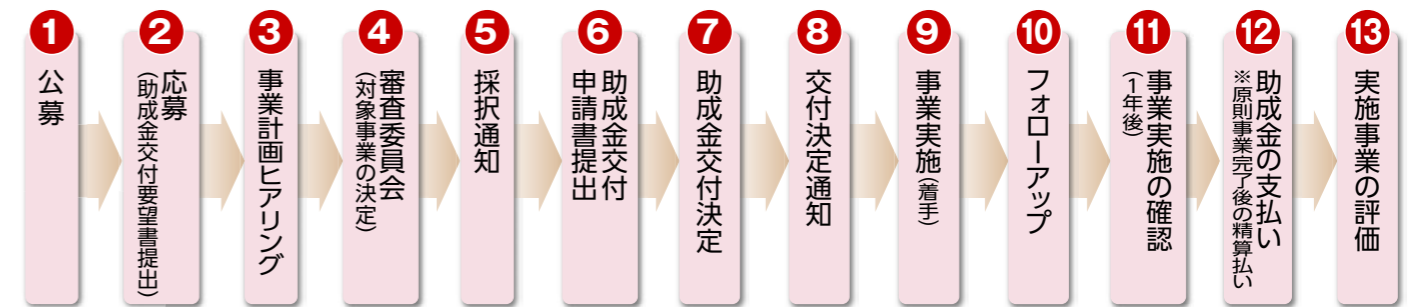 1
公募
2
応募
(助成金交付要望書提出)
3
事業計画ヒアリング
4
審査委員会
(対象事業の決定)
5
採択通知
6
助成金交付
申請書提出
7
助成金交付決定
8
交付決定通知
9
事業実施(着手)
10
フォローアップ
11
事業実施の確認
(1年後)
12
助成金の支払い
※原則事業完了後の精算払い
13
実施事業の評価